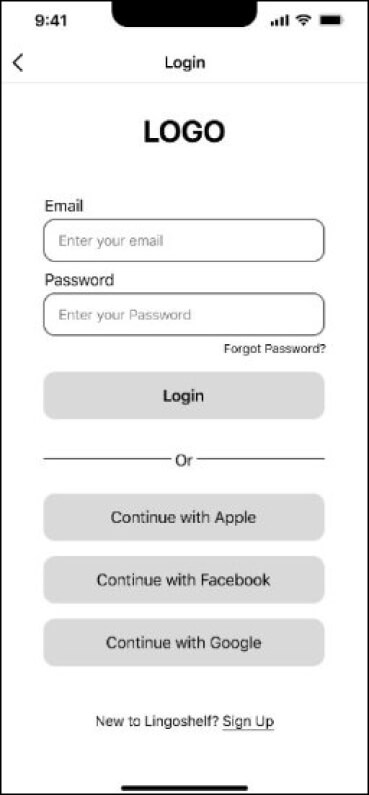 9:41
Login
LOGO
Email
Enter your email
Password
Enter your Password
Forgot Password?
Login
Or
Continue with Apple
Continue with Facebook
Continue with Google
New to Lingoshelf? Sign Up